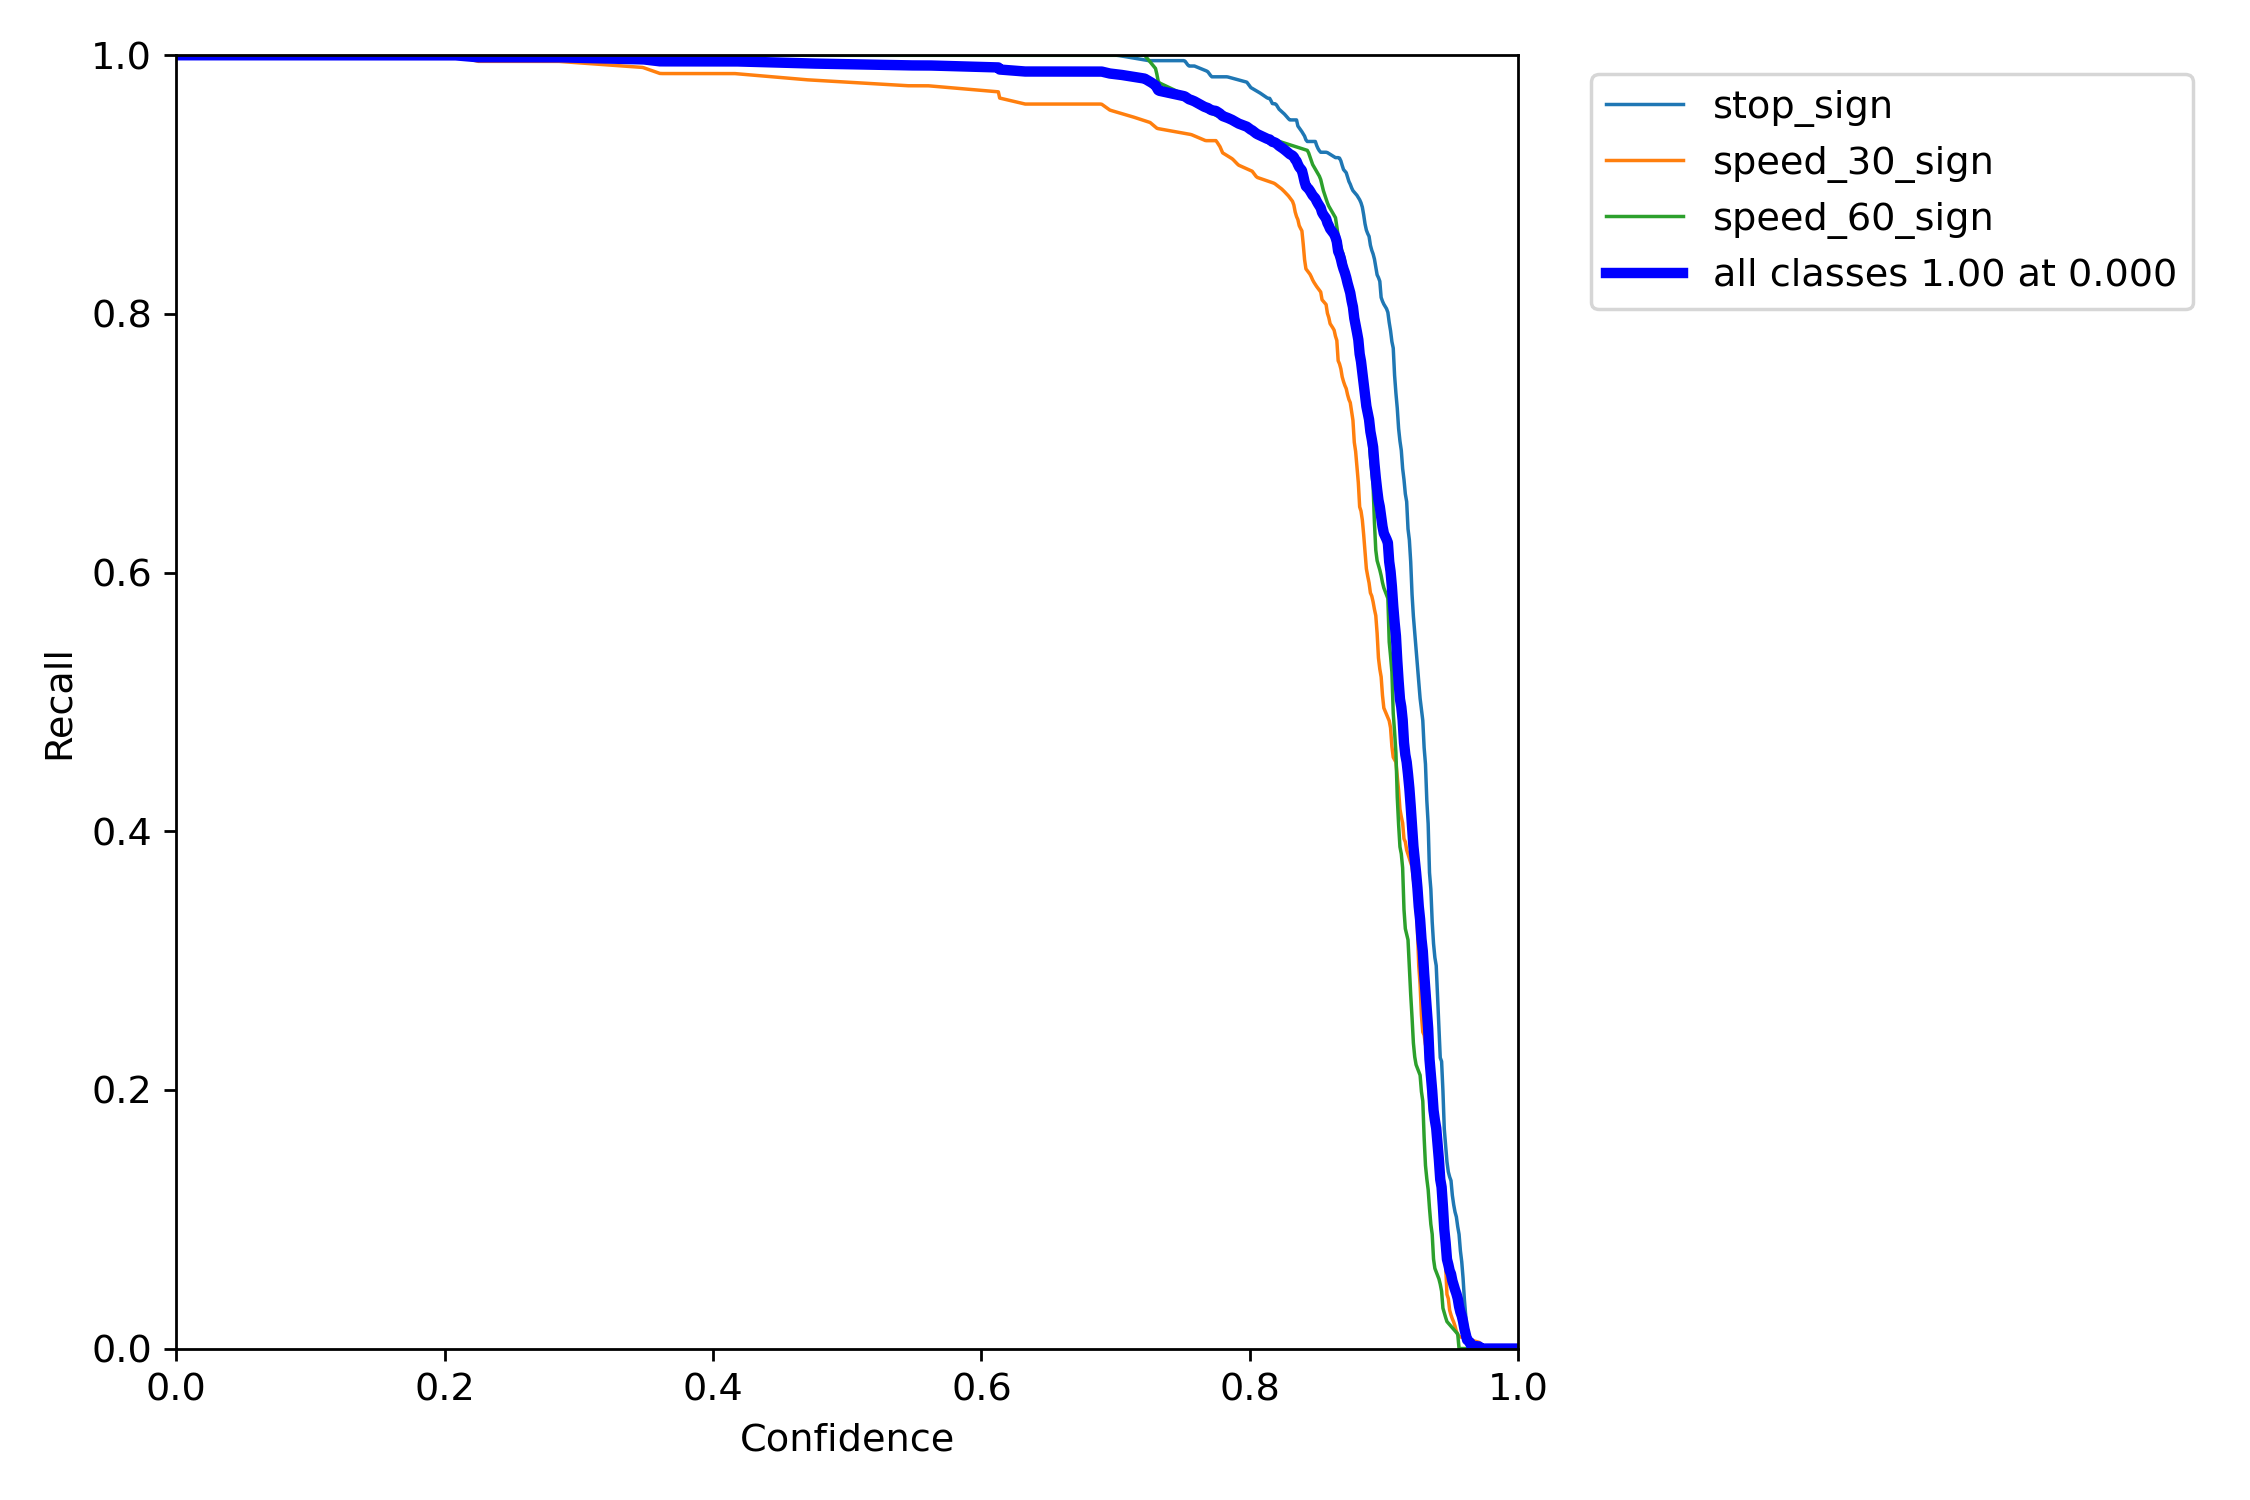 1.0
0.8
0.6
0.4
0.2
0.0
Recall
0.0 0.2 0.4 0.6 0.8 1.0
Confidence
stop_sign
speed_30_sign
speed_60_sign
all classes 1.00 at 0.000